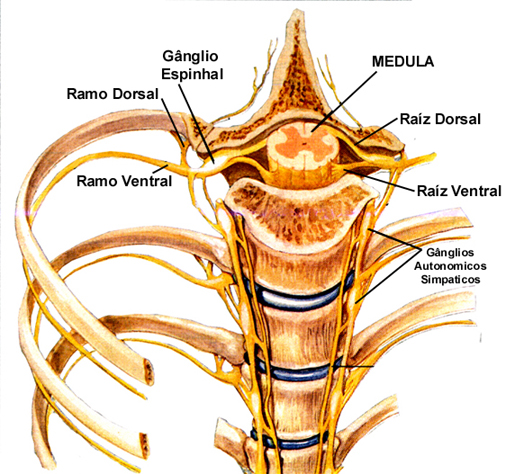 Gânglio
Espinhal
MEDULA
Ramo Dorsal
Raíz Dorsal
Ramo Ventral
Raíz Ventral
Gânglios
Autonomicos
Simpaticos